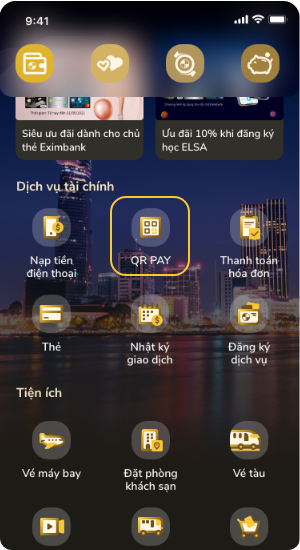 9:41
Siêu ưu đãi dành cho chủ
thẻ Eximbank
Ưu đãi 10% khi đăng ký
học ELSA
Dịch vụ tài chính
Nạp tiền
điện thoại
QR PAY
Thanh toán
hóa đơn
Thẻ
Nhật ký
giao dịch
Đăng ký
dịch vụ
Tiện ích
Vé máy bay
Đặt phòng
khách sạn
Vé tàu